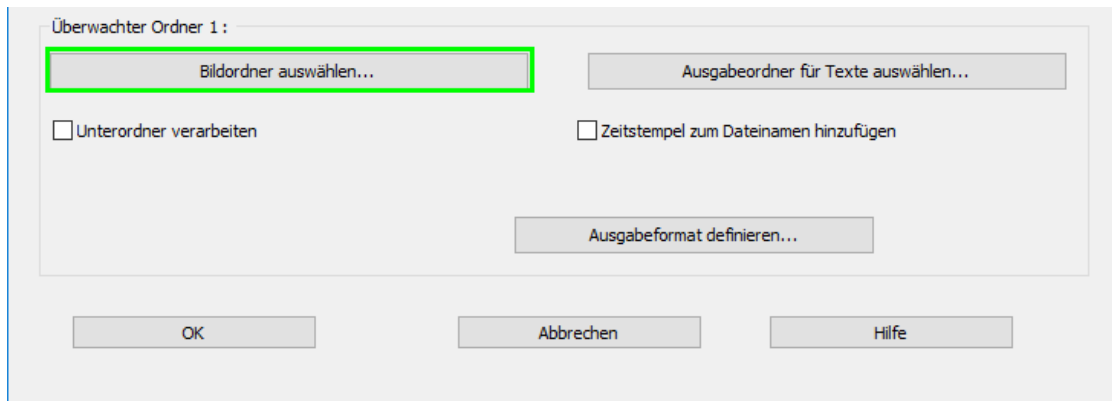 Überwachter Ordner 1:
Bildordner auswählen...
Ausgabeordner für Texte auswählen...
Unterordner verarbeiten
Zeitstempel zum Dateinamen hinzufügen
Ausgabeformat definieren...
OK
Abbrechen
Hilfe